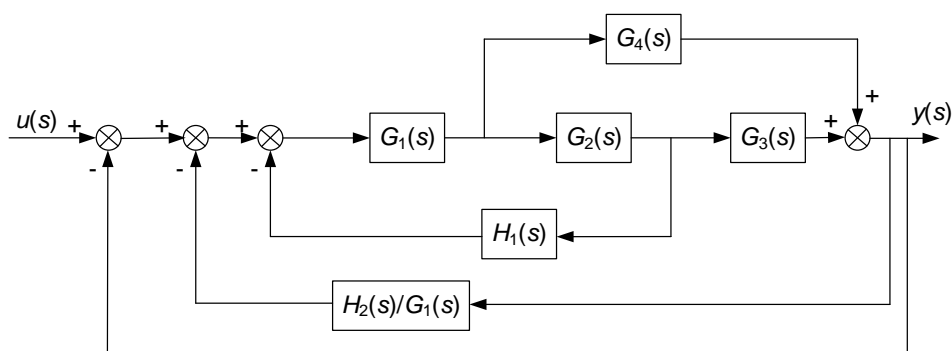 G4(s)
u(s) + + + + + y(s)
G1(s) G2(s) G3(s)
- - -
H1(s)
H2(s)/G1(s)